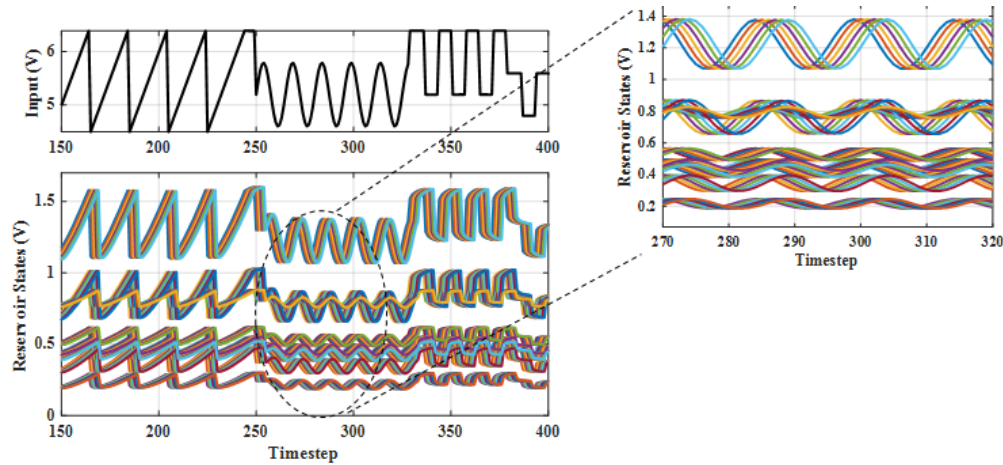 Input (V)
6
5
150 200 250 300 350 400
Reservoir States (V)
1.5
1
0.5
0
150 200 250 300 350 400
Timestep
Reservoir States (V)
1.4
1.2
1
0.8
0.6
0.4
0.2
270 280 290 300 310 320
Timestep